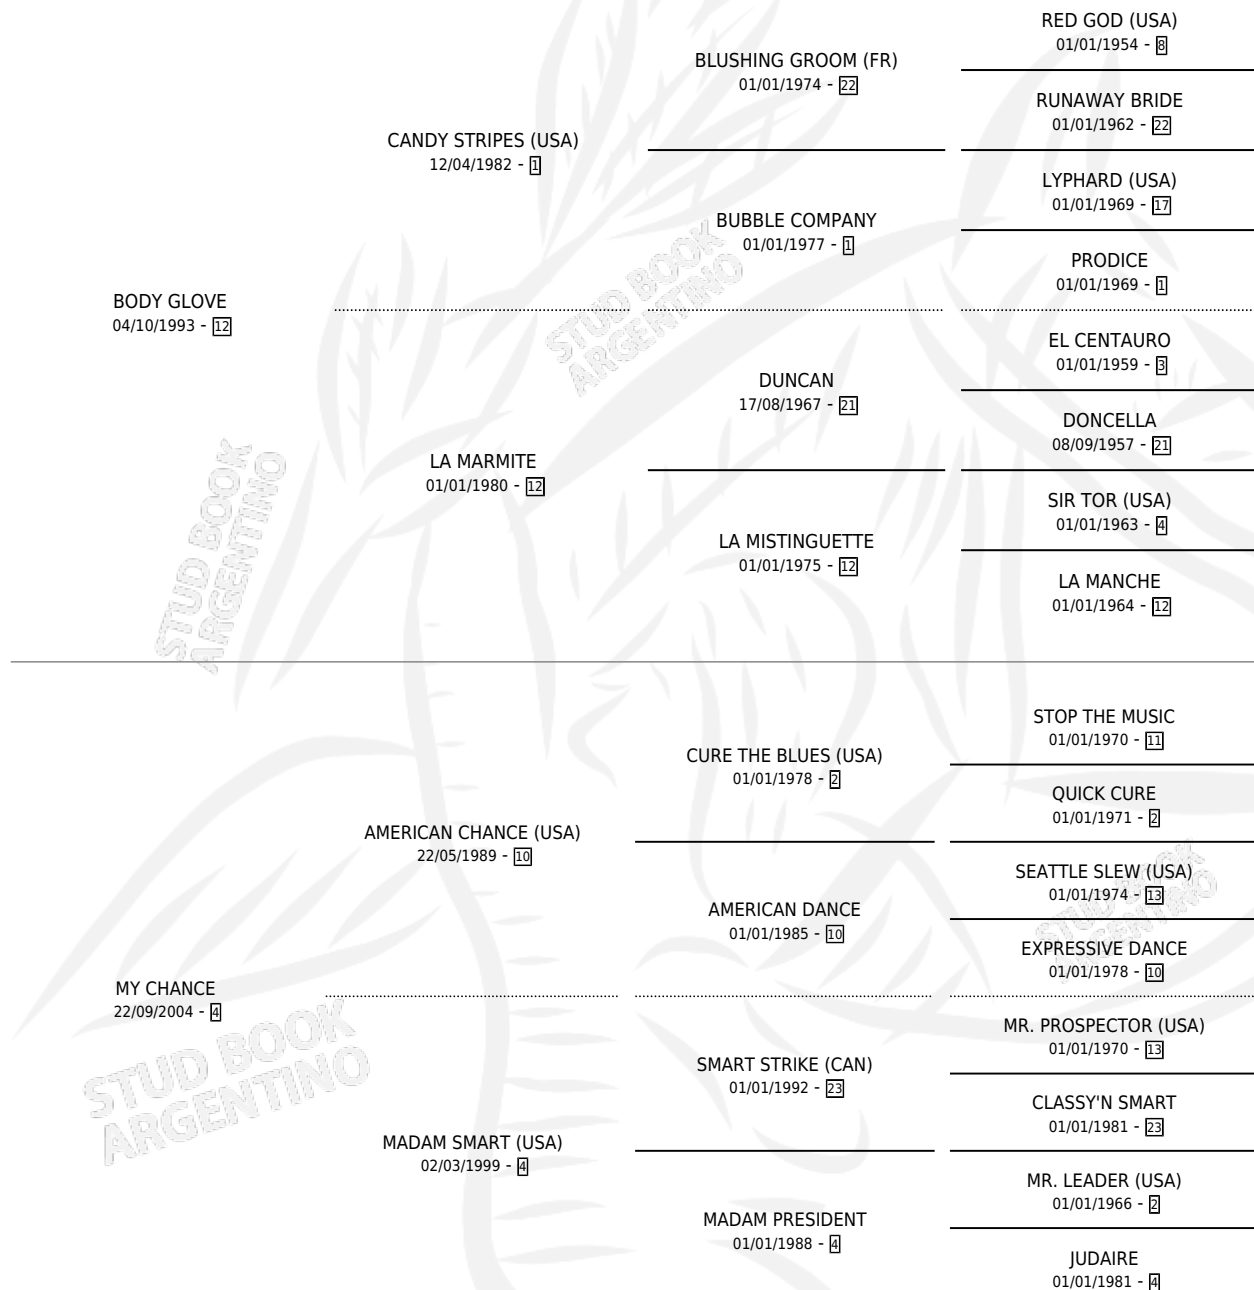 RED GOD (USA)
01/01/1954 - 8
BLUSHING GROOM (FR)
01/01/1974 - 22
RUNAWAY BRIDE
01/01/1962 - 22
CANDY STRIPES (USA)
12/04/1982 - 1
LYPHARD (USA)
01/01/1969 - 17
BUBBLE COMPANY
01/01/1977 - 1
PRODICE
01/01/1969 - 1
BODY GLOVE
04/10/1993 - 12
EL CENTAURO
01/01/1959 - 3
DUNCAN
17/08/1967 - 21
DONCELLA
08/09/1957 - 21
LA MARMITE
01/01/1980 - 12
SIR TOR (USA)
01/01/1963 - 4
LA MISTINGUETTE
01/01/1975 - 12
LA MANCHE
01/01/1964 - 12
STUD BOOK
ARGENTINO
STUD BOOK
ARGENTINO
STOP THE MUSIC
01/01/1970 - 11
CURE THE BLUES (USA)
01/01/1978 - 2
QUICK CURE
01/01/1971 - 2
AMERICAN CHANCE (USA)
22/05/1989 - 10
SEATTLE SLEW (USA)
01/01/1974 - 13
AMERICAN DANCE
01/01/1985 - 10
EXPRESSIVE DANCE
01/01/1978 - 10
MY CHANCE
22/09/2004 - 4
MR. PROSPECTOR (USA)
01/01/1970 - 13
SMART STRIKE (CAN)
01/01/1992 - 23
CLASSY'N SMART
01/01/1981 - 23
MADAM SMART (USA)
02/03/1999 - 4
MR. LEADER (USA)
01/01/1966 - 2
MADAM PRESIDENT
01/01/1988 - 4
JUDAIRE
01/01/1981 - 4
STUD BOOK
ARGENTINO
STUD BOOK
ARGENTINO